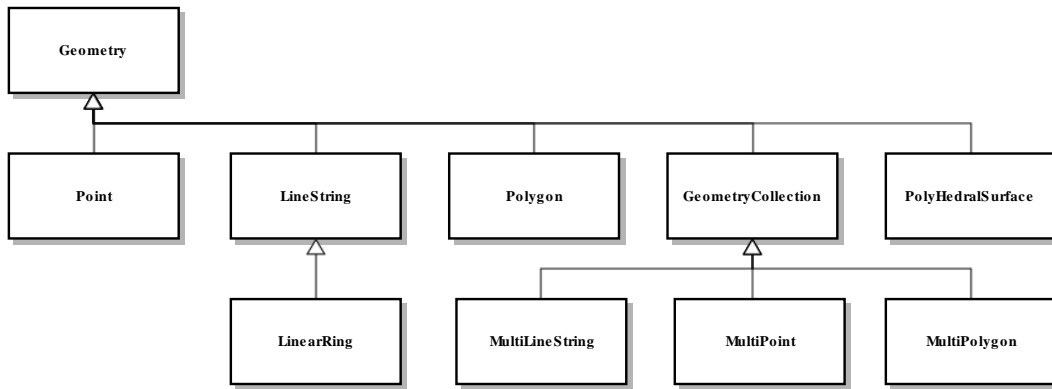 Geometry
Point
LineString
Polygon
GeometryCollection
PolyHedralSurface
LinearRing
MultiLineString
MultiPoint
MultiPolygon